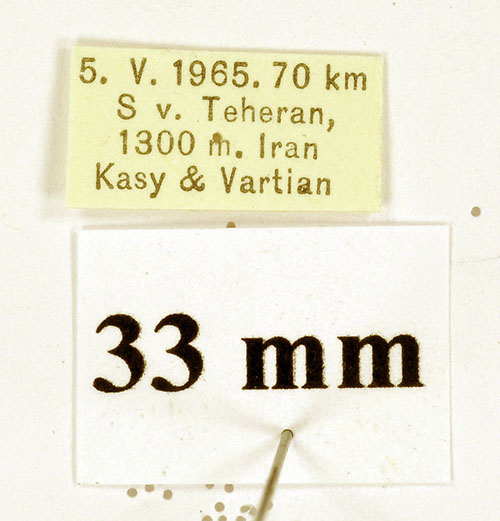 5. V. 1965. 70 km
S v. Teheran,
1300 m. Iran
Kasy & Vartian
33 mm